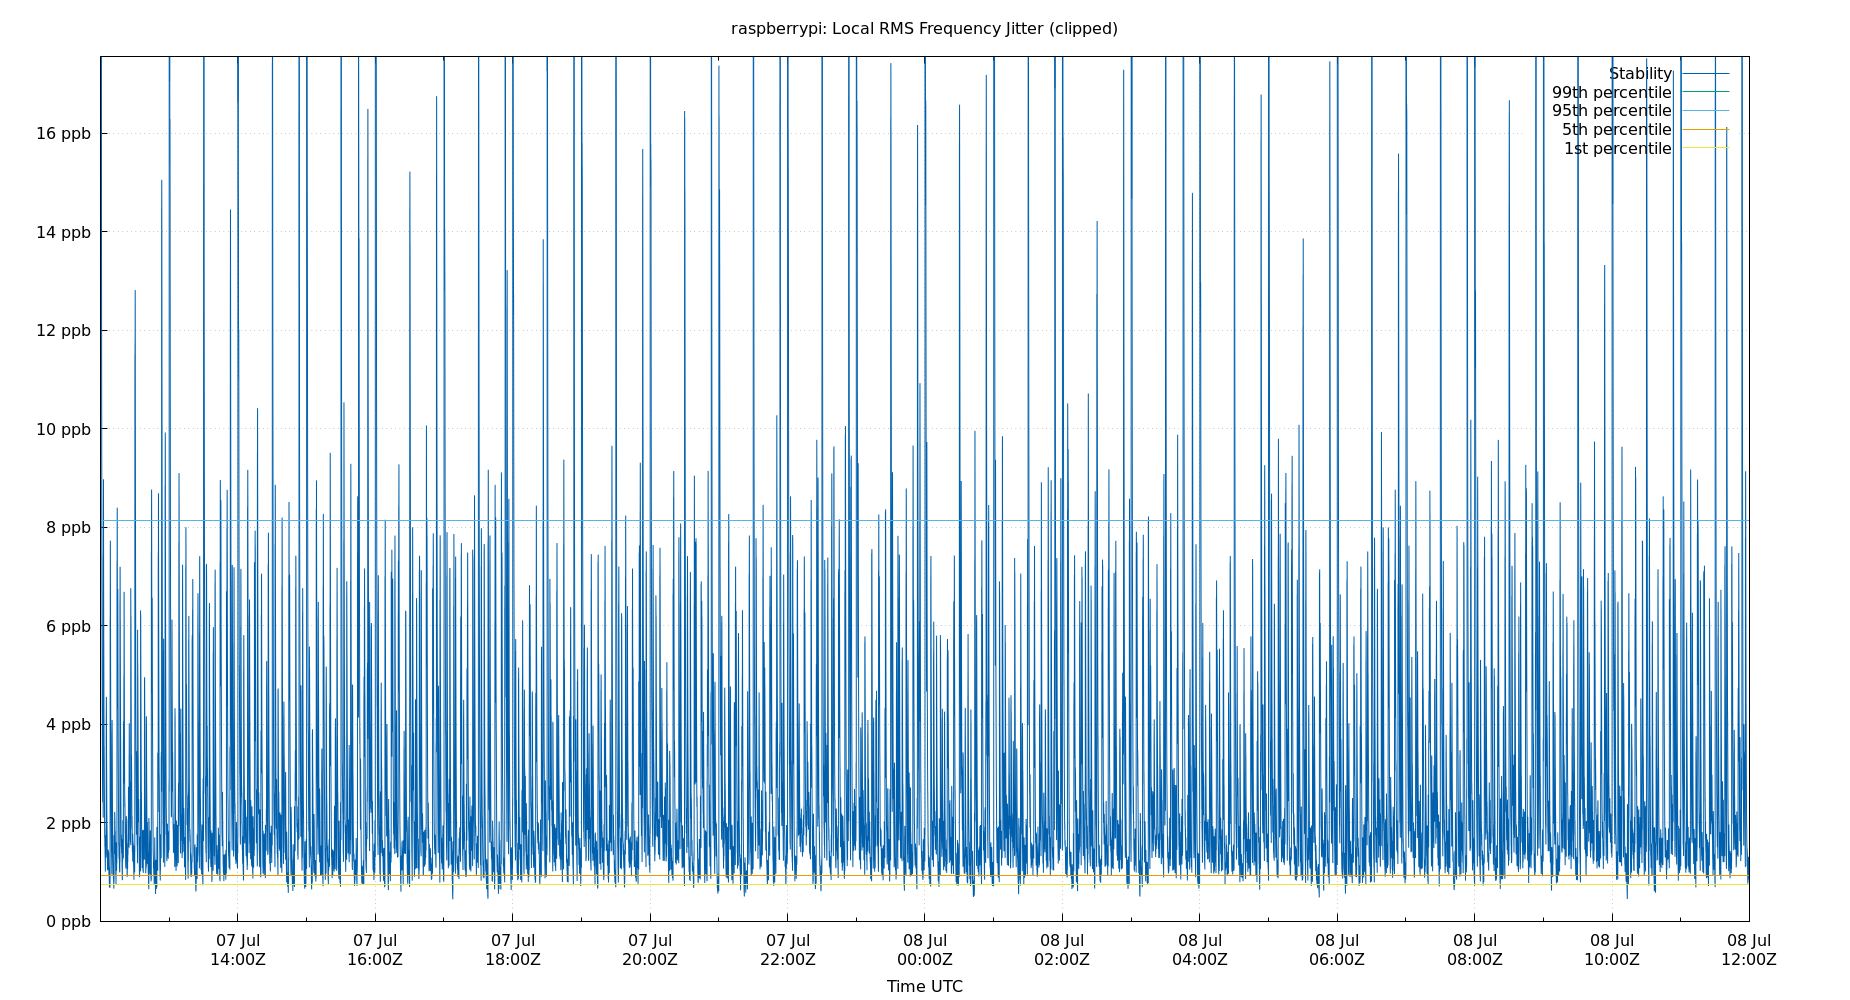 raspberrypi: Local RMS Frequency Jitter (clipped)
Stability
99th percentile
95th percentile
5th percentile
1st percentile
16 ppb
14 ppb
12 ppb
10 ppb
8 ppb
6 ppb
4 ppb
2 ppb
0 ppb
07 Jul 07 Jul 07 Jul 07 Jul 07 Jul 08 Jul 08 Jul 08 Jul 08 Jul 08 Jul 08 Jul 08 Jul
14:00Z 16:00Z 18:00Z 20:00Z 22:00Z 00:00Z 02:00Z 04:00Z 06:00Z 08:00Z 10:00Z 12:00Z
Time UTC